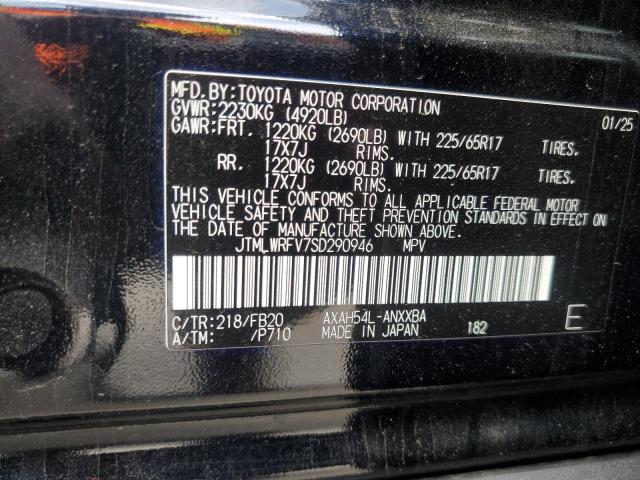 MFD.BY:TOYOTA MOTOR CORPORATION 01/25
GVWR:2230KG (4920LB)
GAWR:FRT. 1220KG (2690LB) WITH 225/65R17 TIRES.
17X7J RIMS.
RR. 1220KG (2690LB) WITH 225/65R17 TIRES.
17X7J RIMS.
THIS VEHICLE CONFORMS TO ALL APPLICABLE FEDERAL MOTOR
VEHICLE SAFETY AND THEFT PREVENTION STANDARDS IN EFFECT ON
THE DATE OF MANUFACTURE SHOWN ABOVE.
JTMLWRFV7SD290946 MPV
C/TR:218/FB20 AXAH54L-ANXXBA
A/TM: /P710 MADE IN JAPAN 182 E